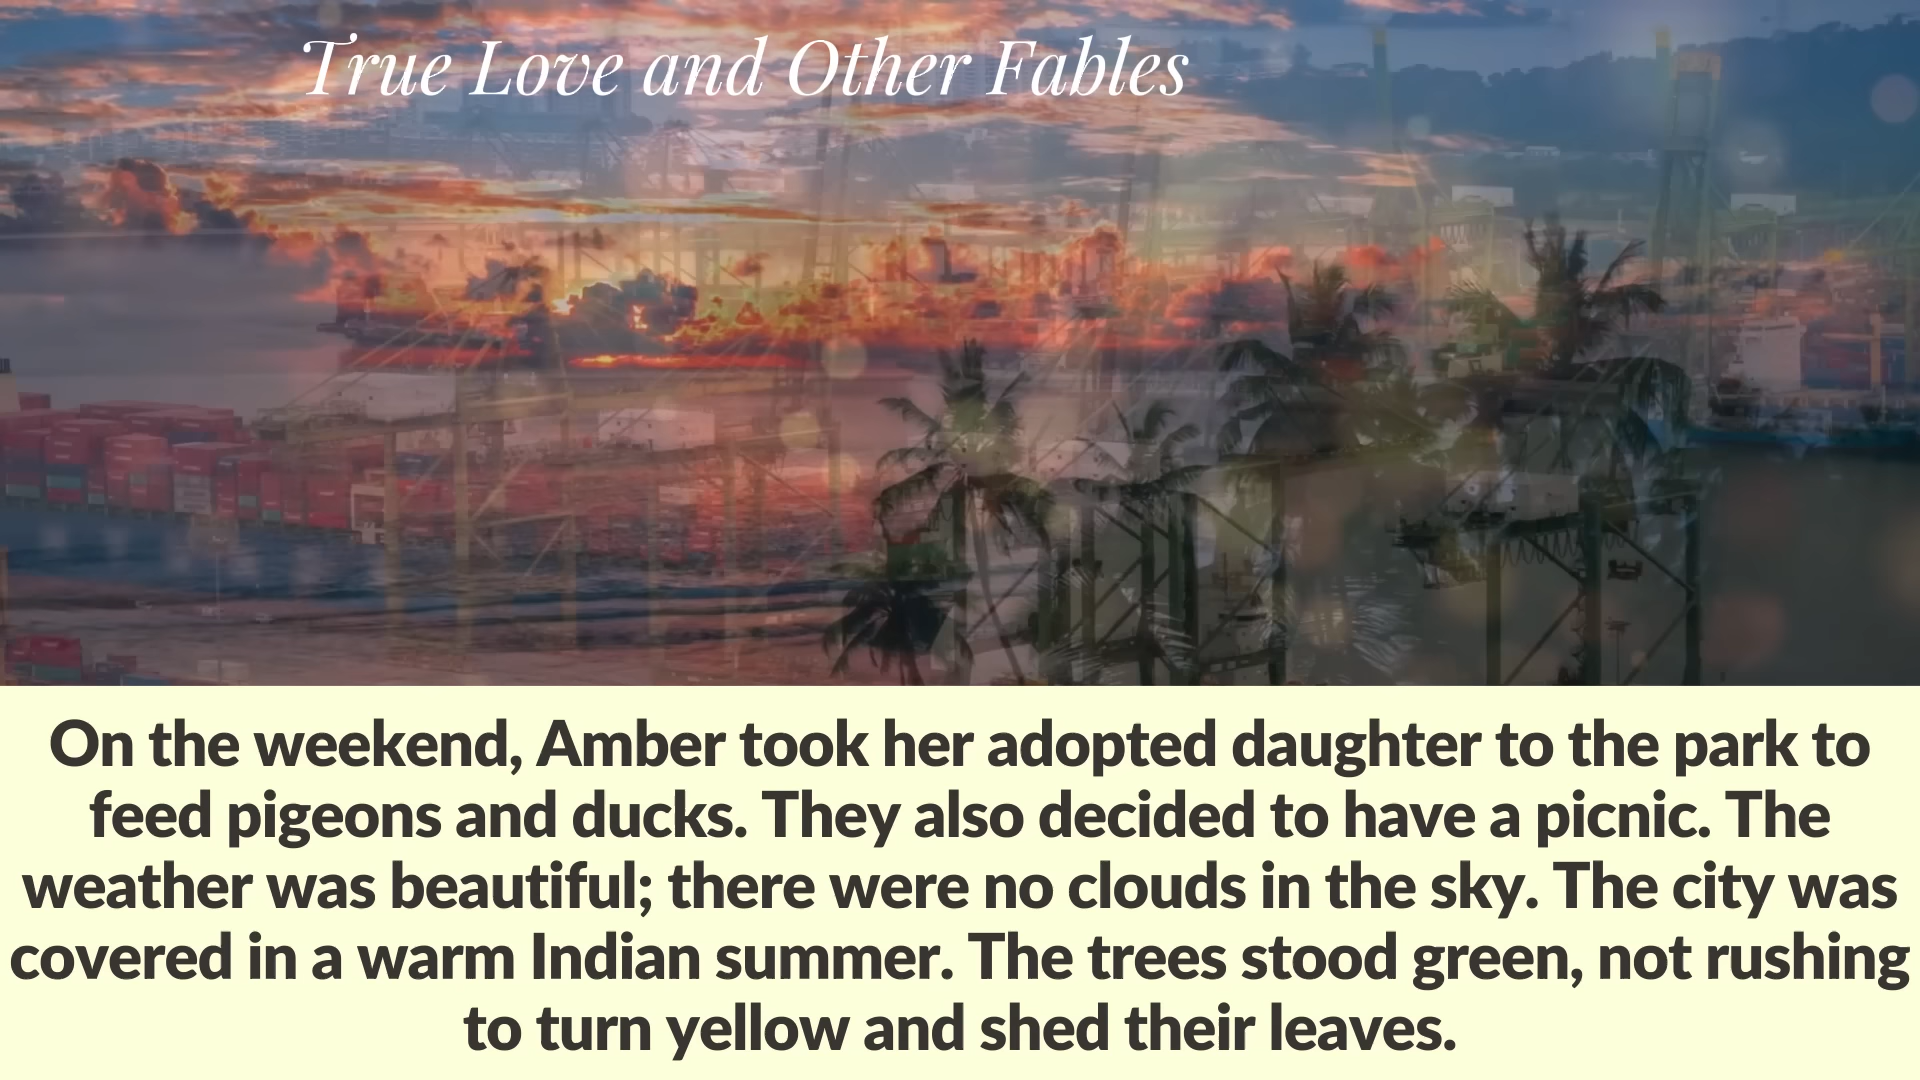 True Love and Other Fables
On the weekend, Amber took her adopted daughter to the park to
feed pigeons and ducks. They also decided to have a picnic. The
weather was beautiful; there were no clouds in the sky. The city was
covered in a warm Indian summer. The trees stood green, not rushing
to turn yellow and shed their leaves.